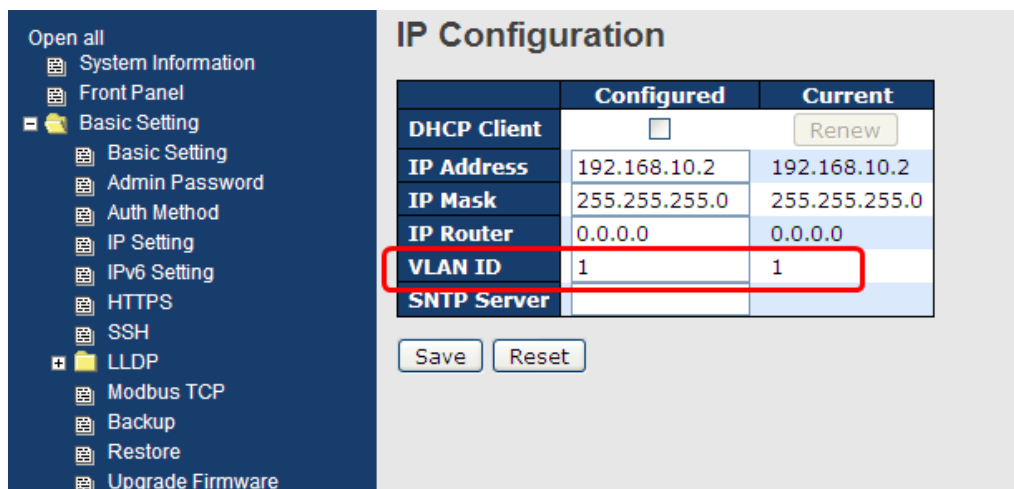 Open all
System Information
Front Panel
Basic Setting
Basic Setting
Admin Password
Auth Method
IP Setting
IPv6 Setting
HTTPS
SSH
LLDP
Modbus TCP
Backup
Restore
Upgrade Firmware
IP Configuration
Configured Current
DHCP Client Renew
IP Address 192.168.10.2 192.168.10.2
IP Mask 255.255.255.0 255.255.255.0
IP Router 0.0.0.0 0.0.0.0
VLAN ID 1 1
SNTP Server
Save Reset